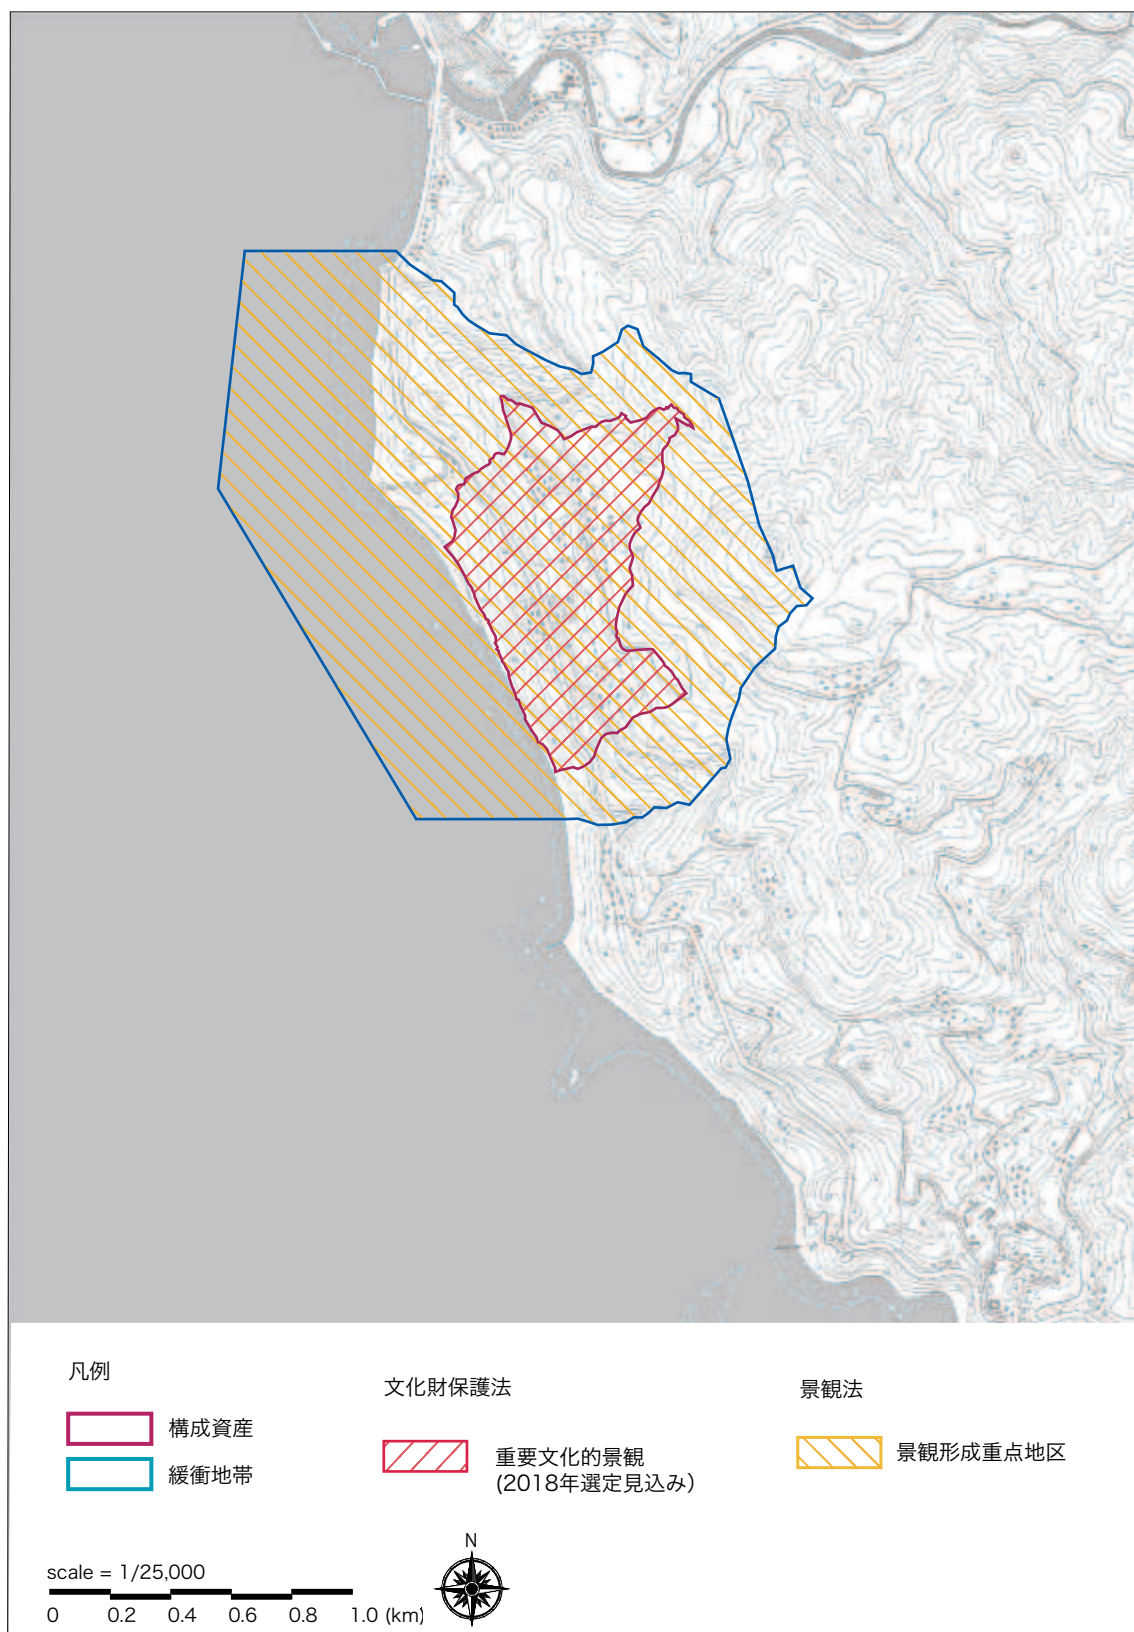 凡例
構成資産
緩衝地帯
文化財保護法
重要文化的景観
(2018年選定見込み)
景観法
景観形成重点地区
scale = 1/25,000
0 0.2 0.4 0.6 0.8 1.0 (km)
N